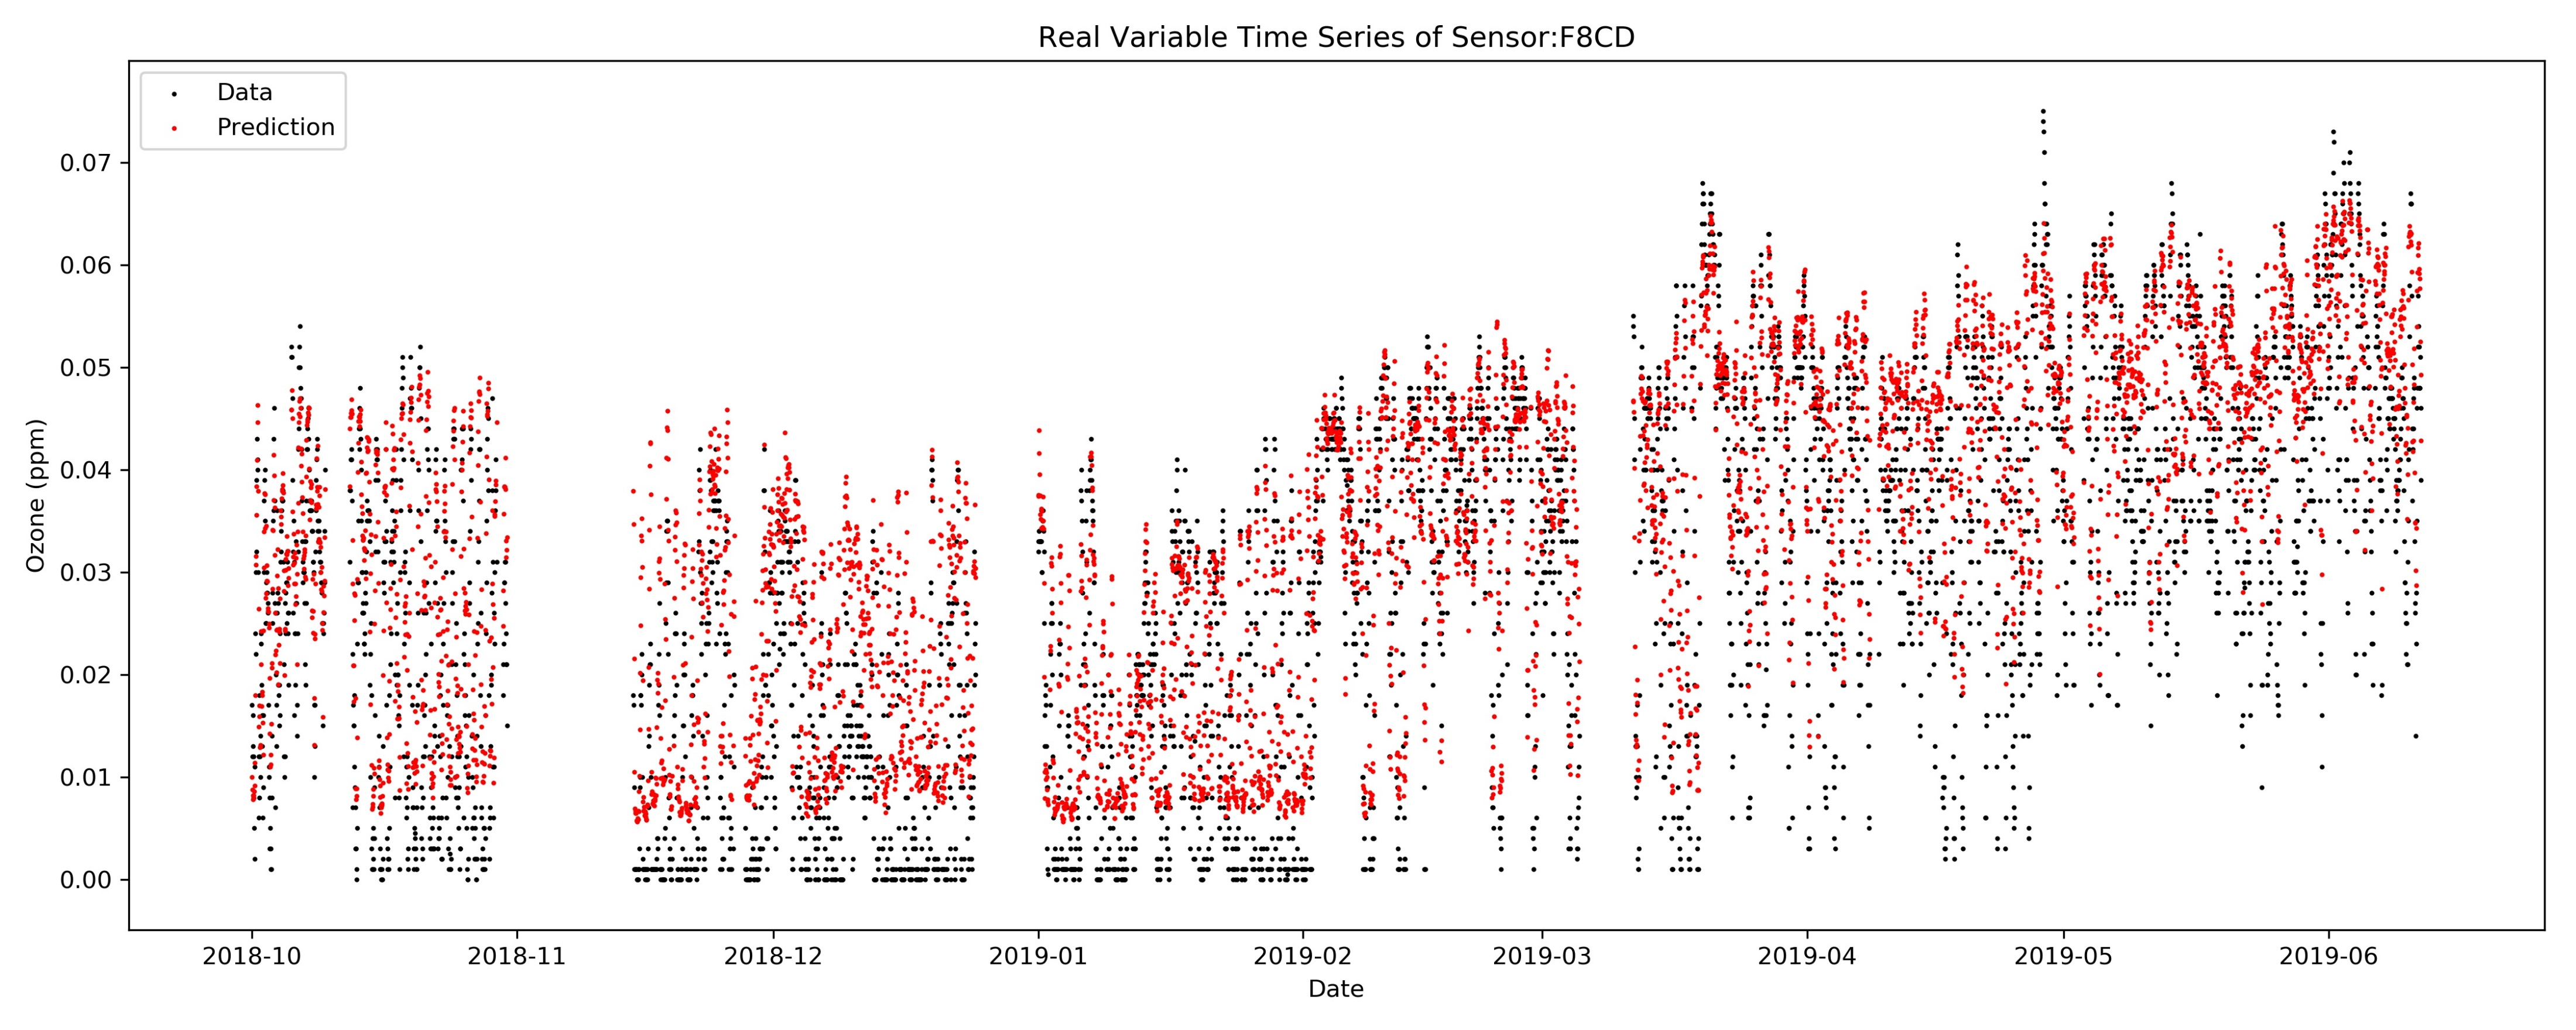 Real Variable Time Series of Sensor:F8CD
Data
Prediction
Ozone (ppm)
0.07
0.06
0.05
0.04
0.03
0.02
0.01
0.00
2018-10 2018-11 2018-12 2019-01 2019-02 2019-03 2019-04 2019-05 2019-06
Date